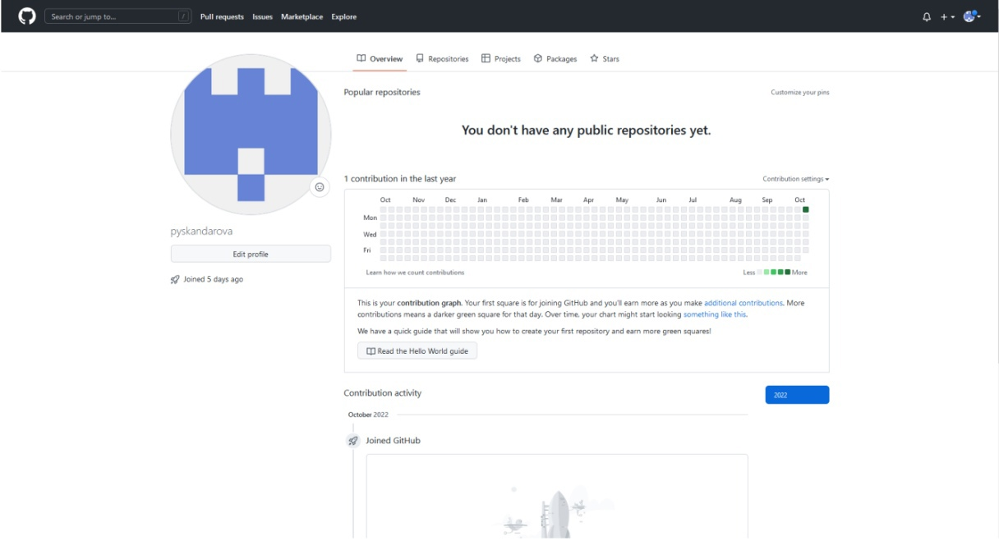 Search or jump to...
/
Pull requests
Issues
Marketplace
Explore
Overview
Repositories
Projects
Packages
Stars
Popular repositories
Customize your pins
You don't have any public repositories yet.
1 contribution in the last year
Contribution settings
Oct Nov Dec Jan Feb Mar Apr May Jun Jul Aug Sep Oct
Mon
Wed
Fri
Learn how we count contributions
Less
More
pyskandarova
Edit profile
Joined 5 days ago
This is your contribution graph. Your first square is for joining GitHub and you'll earn more as you make additional contributions. More
contributions means a darker green square for that day. Over time, your chart might start looking something like this.
We have a quick guide that will show you how to create your first repository and earn more green squares!
Read the Hello World guide
Contribution activity
2022
October 2022
Joined GitHub